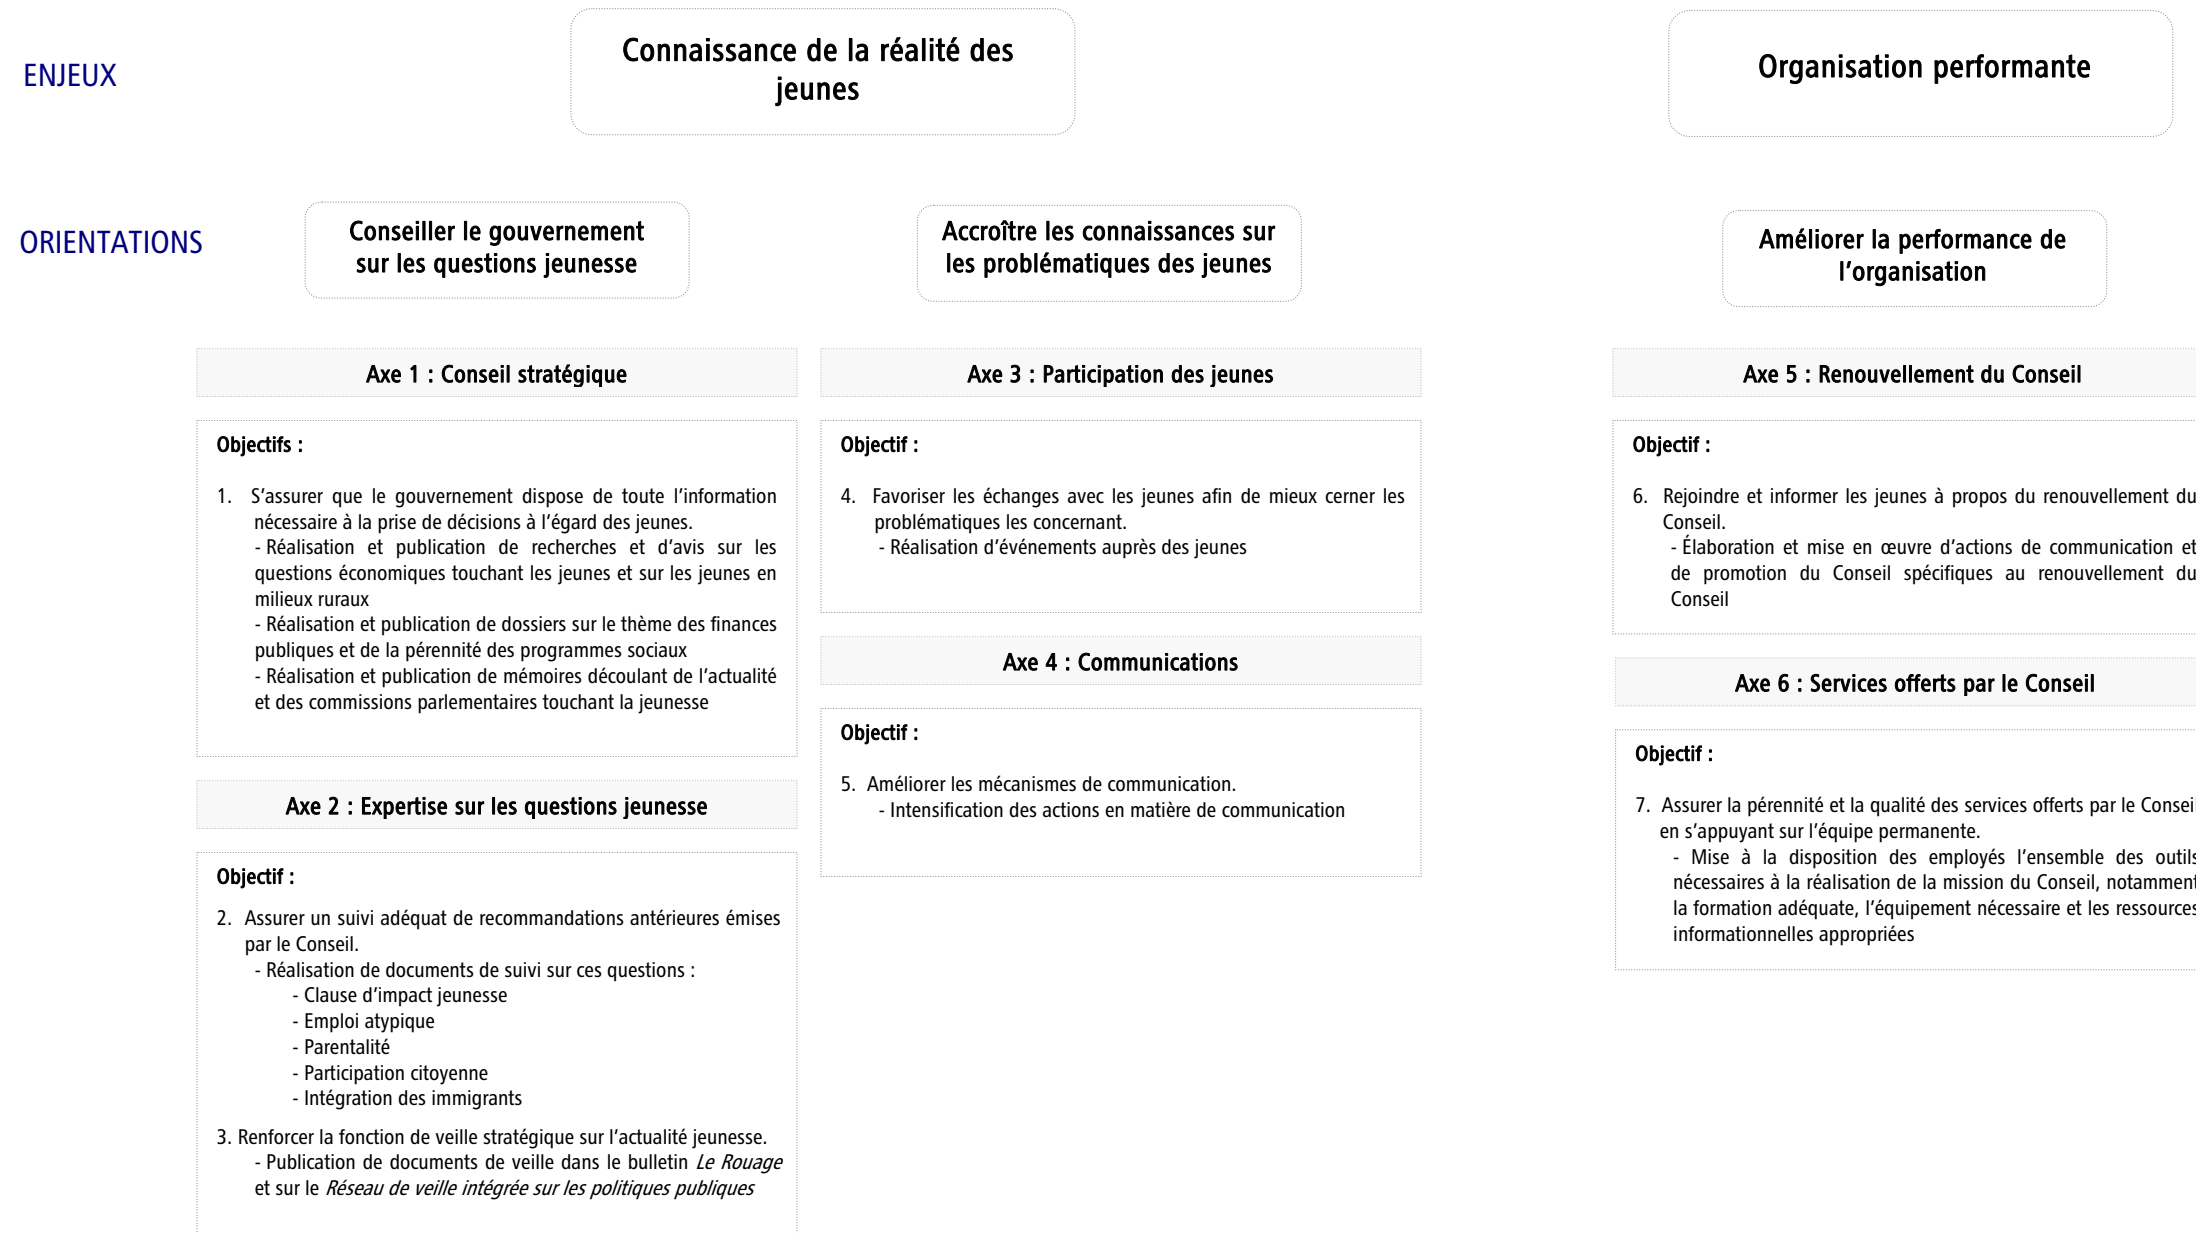 ENJEUX
Connaissance de la réalité des
jeunes
Organisation performante
ORIENTATIONS
Conseiller le gouvernement
sur les questions jeunesse
Accroître les connaissances sur
les problématiques des jeunes
Améliorer la performance de
l'organisation
Axe 1 : Conseil stratégique
Objectifs :
1. S'assurer que le gouvernement dispose de toute l'information
nécessaire à la prise de décisions à l'égard des jeunes.
- Réalisation et publication de recherches et d'avis sur les
questions économiques touchant les jeunes et sur les jeunes en
milieux ruraux
- Réalisation et publication de dossiers sur le thème des finances
publiques et de la pérennité des programmes sociaux
- Réalisation et publication de mémoires découlant de l'actualité
et des commissions parlementaires touchant la jeunesse
Axe 2 : Expertise sur les questions jeunesse
Objectif :
2. Assurer un suivi adéquat de recommandations antérieures émises
par le Conseil.
- Réalisation de documents de suivi sur ces questions :
- Clause d'impact jeunesse
- Emploi atypique
- Parentalité
- Participation citoyenne
- Intégration des immigrants
3. Renforcer la fonction de veille stratégique sur l'actualité jeunesse.
- Publication de documents de veille dans le bulletin Le Rouage
et sur le Réseau de veille intégrée sur les politiques publiques
Axe 3 : Participation des jeunes
Objectif :
4. Favoriser les échanges avec les jeunes afin de mieux cerner les
problématiques les concernant.
- Réalisation d'événements auprès des jeunes
Axe 4 : Communications
Objectif :
5. Améliorer les mécanismes de communication.
- Intensification des actions en matière de communication
Axe 5 : Renouvellement du Conseil
Objectif :
6. Rejoindre et informer les jeunes à propos du renouvellement du
Conseil.
- Élaboration et mise en œuvre d'actions de communication et
de promotion du Conseil spécifiques au renouvellement du
Conseil
Axe 6 : Services offerts par le Conseil
Objectif :
7. Assurer la pérennité et la qualité des services offerts par le Conseil
en s'appuyant sur l'équipe permanente.
- Mise à la disposition des employés l'ensemble des outils
nécessaires à la réalisation de la mission du Conseil, notamment
la formation adéquate, l'équipement nécessaire et les ressources
informationnelles appropriées